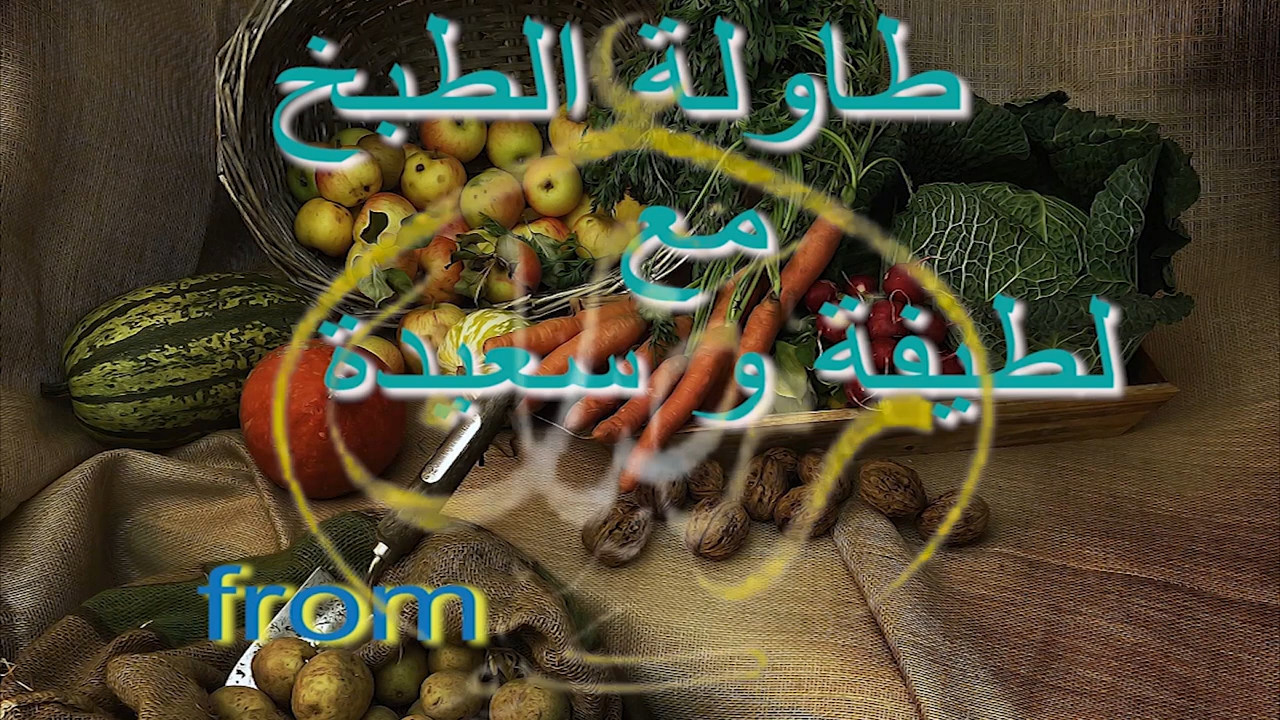 طاولة الطبخ
مع
لطيفة و سعيدة
from